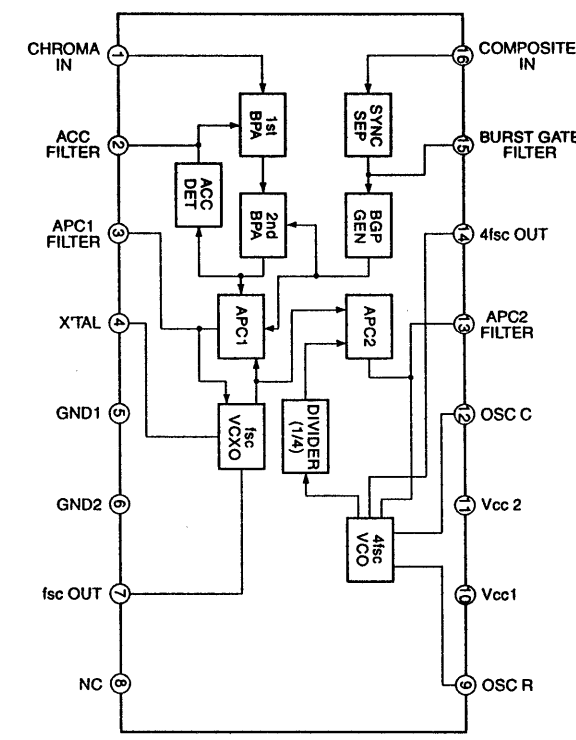 CHROMA
IN
1
16
COMPOSITE
IN
1st
BPA
SYNC
SEP
ACC
FILTER
2
15
BURST GATE
FILTER
ACC
DET
2nd
BPA
BGP
GEN
APC1
FILTER
3
14
4fsc OUT
X'TAL
4
APC1
APC2
13
APC2
FILTER
GND1
5
fsc
VCXO
DIVIDER
(1/4)
12
OSC C
GND2
6
11
Vcc 2
4fsc
VCO
fsc OUT
7
10
Vcc1
NC
8
9
OSC R